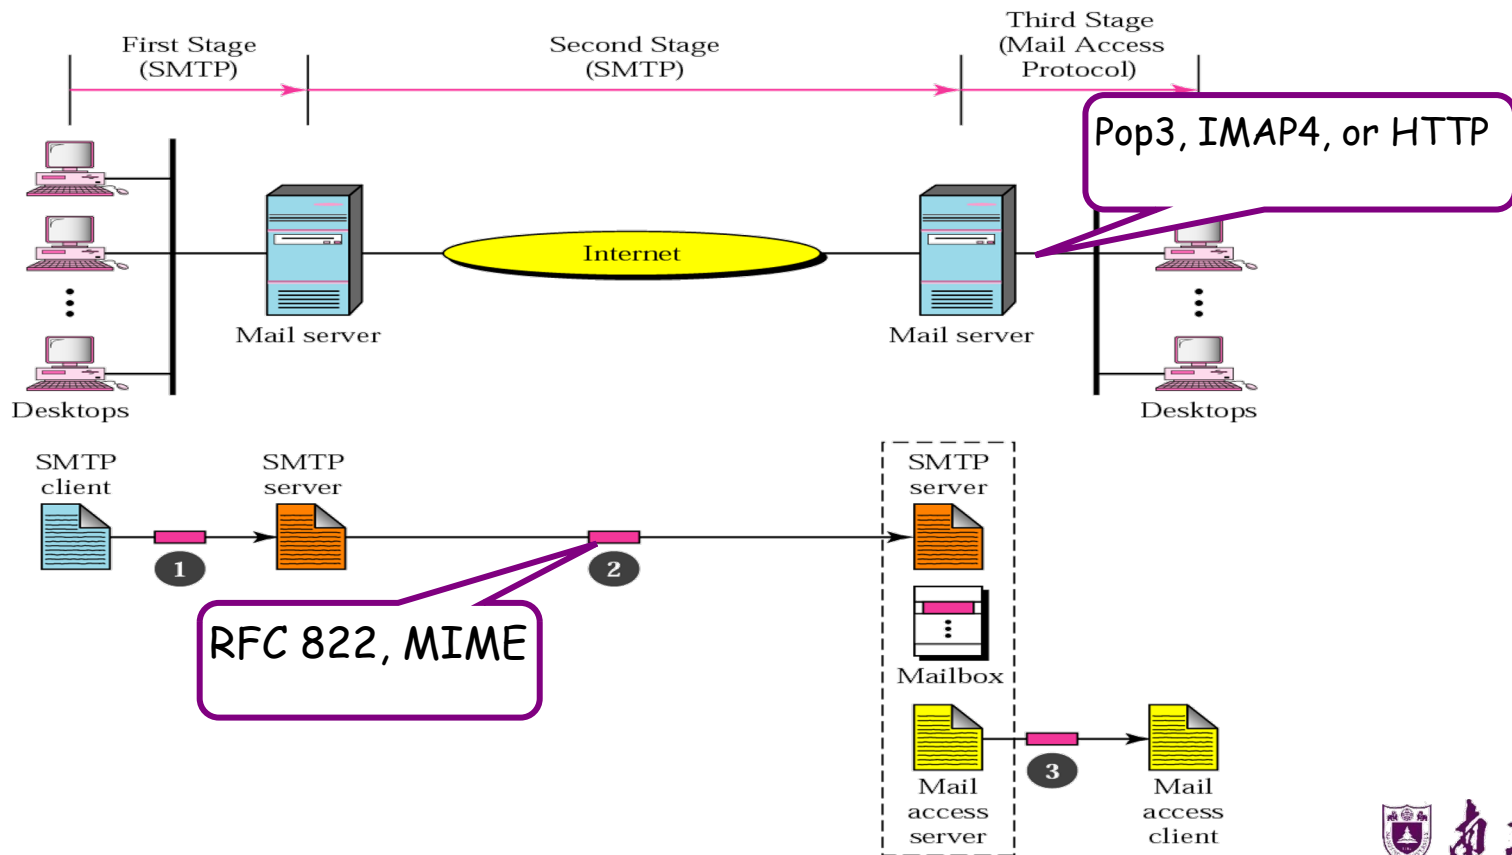 First Stage
(SMTP)
Second Stage
(SMTP)
Third Stage
(Mail Access
Protocol)
Pop3, IMAP4, or HTTP
Internet
Mail server
Mail server
Desktops
Desktops
SMTP
client
SMTP
server
SMTP
server
1
2
RFC 822, MIME
Mailbox
3
Mail
access
server
Mail
access
client
南